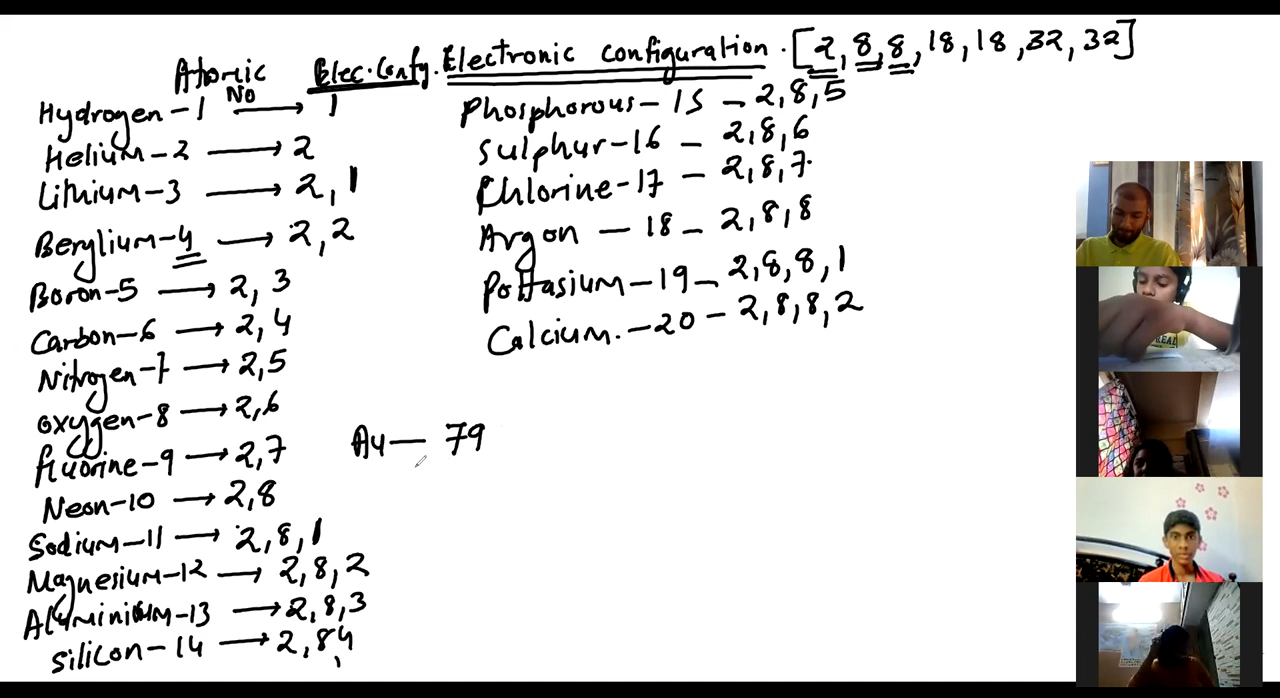 Electronic configuration. [2, 8, 8, 18, 18, 32, 32]
Atomic No Elec. Confg.
Hydrogen-1 → 1
Helium-2 → 2
Lithium-3 → 2, 1
Berylium-4 → 2, 2
Boron-5 → 2, 3
Carbon-6 → 2, 4
Nitrogen-7 → 2,5
Oxygen-8 → 2,6
fluorine-9 → 2,7
Neon-10 → 2,8
Sodium-11 → 2,8,1
Magnesium-12 → 2,8,2
Aluminium-13 → 2,8,3
Silicon-14 → 2,8,4
Phosphorous-15 - 2,8,5
Sulphur-16 - 2,8,6
Chlorine-17 - 2,8,7.
Argon - 18 - 2,8,8
Pottasium-19 - 2,8,8,1
Calcium. -20 - 2,8,8,2
Au - 79